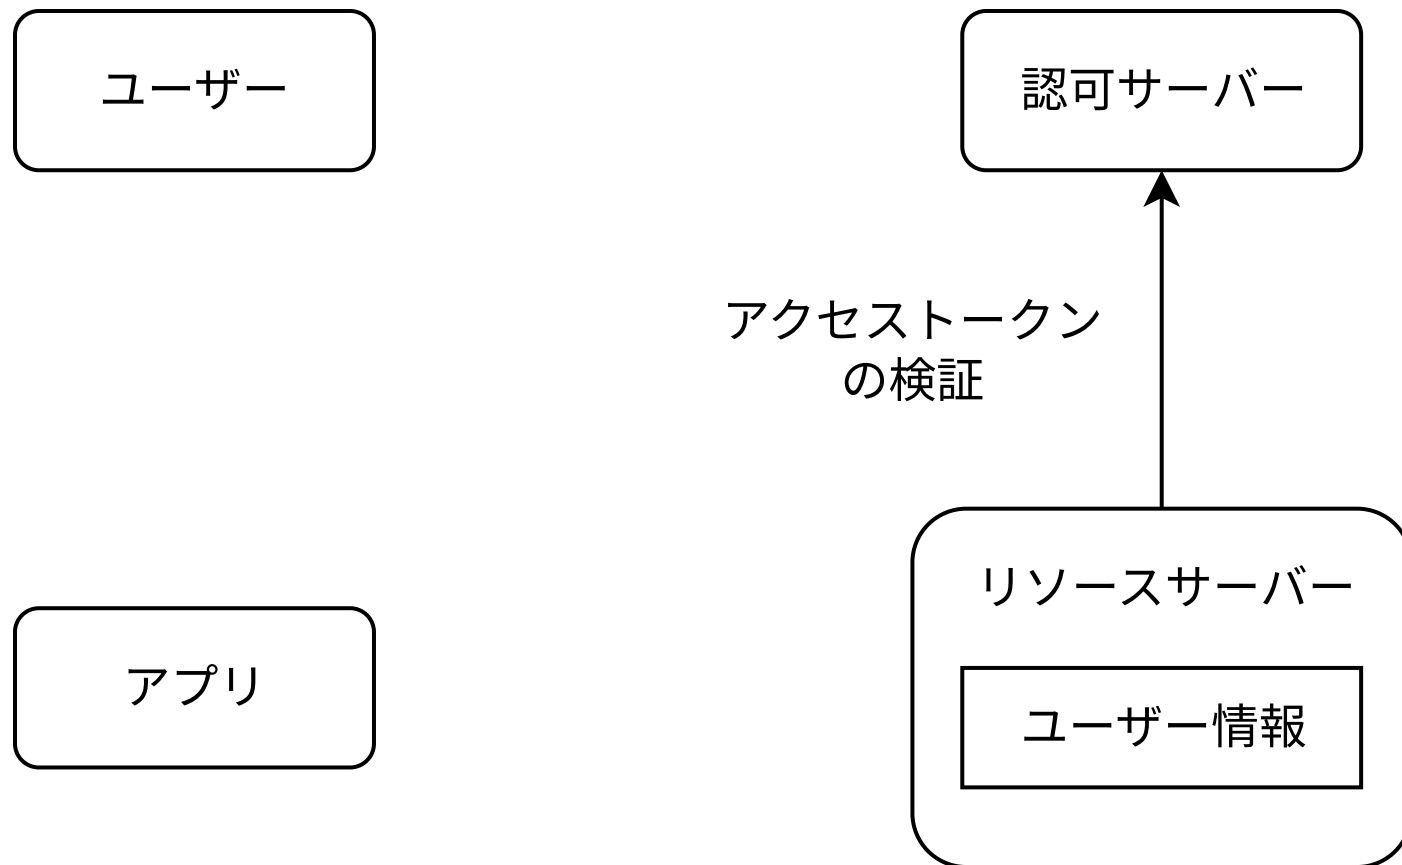 ユーザー
認可サーバー
アクセストークン
の検証
リソースサーバー
アプリ
ユーザー情報